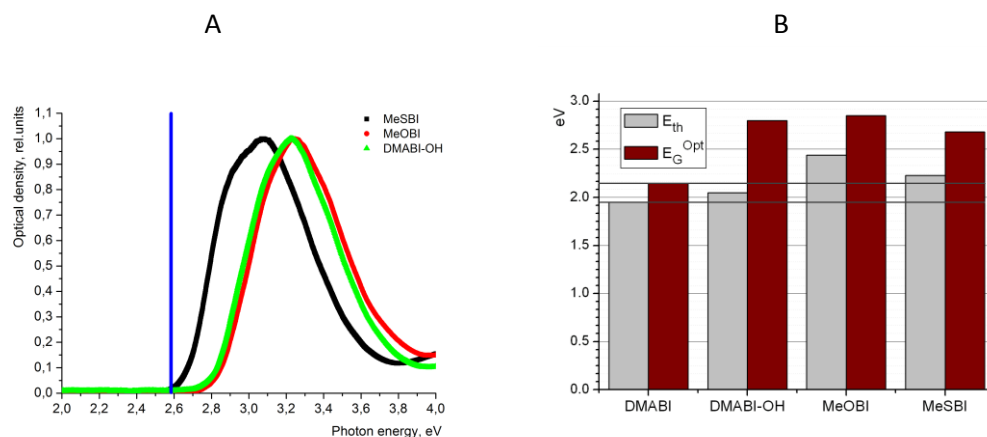 A
B
1,1
1,0
0,9
0,8
0,7
0,6
0,5
0,4
0,3
0,2
0,1
0,0
Optical density, rel.units
MeSBI
MeOBI
DMABI-OH
2,0 2,2 2,4 2,6 2,8 3,0 3,2 3,4 3,6 3,8 4,0
Photon energy, eV
3.0
2.5
2.0
1.5
1.0
0.5
0.0
eV
E_th
E_G^Opt
DMABI DMABI-OH MeOBI MeSBI